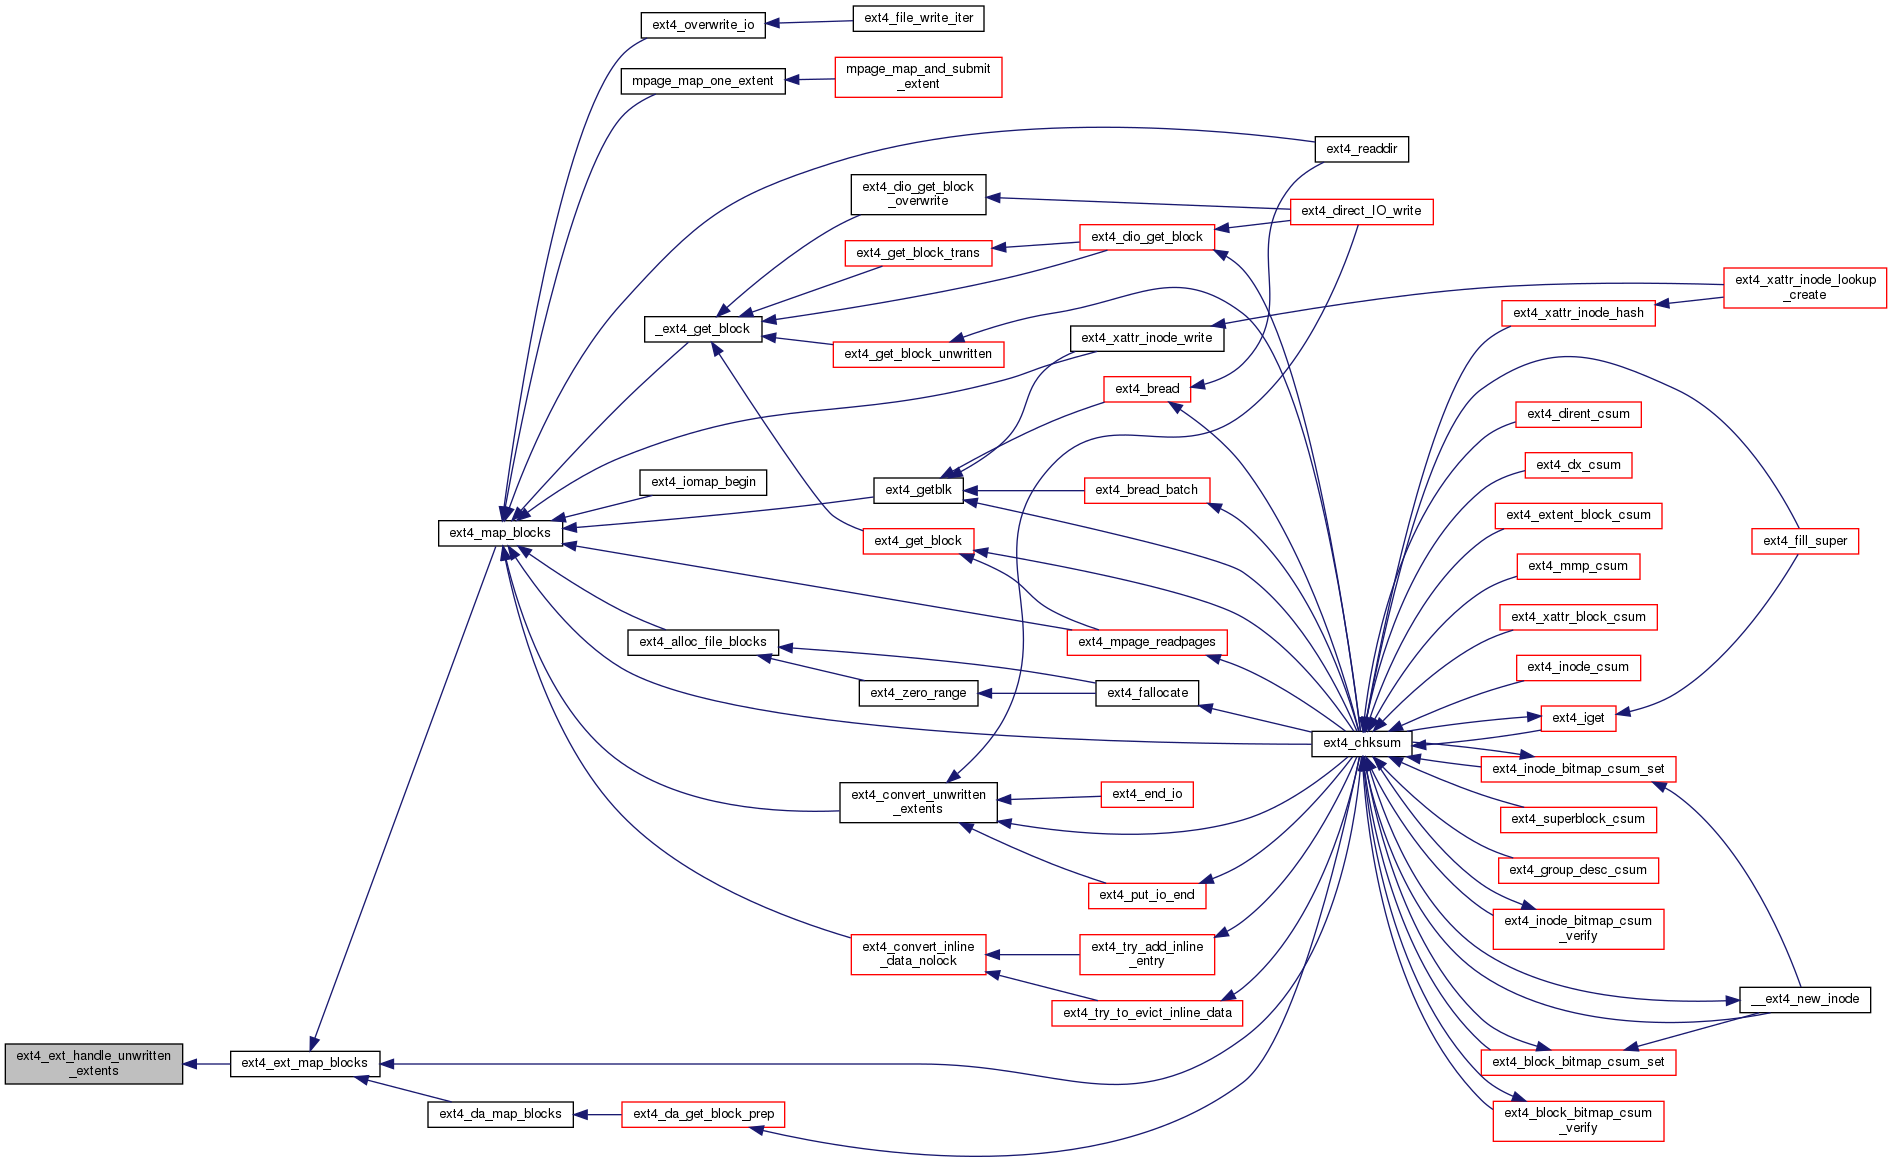 ext4_overwrite_io
ext4_file_write_iter
mpage_map_one_extent
mpage_map_and_submit
_extent
ext4_readdir
ext4_dio_get_block
_overwrite
ext4_direct_IO_write
ext4_dio_get_block
ext4_get_block_trans
ext4_xattr_inode_lookup
_create
ext4_xattr_inode_hash
_ext4_get_block
ext4_xattr_inode_write
ext4_get_block_unwritten
ext4_bread
ext4_dirent_csum
ext4_dx_csum
ext4_iomap_begin
ext4_getblk
ext4_bread_batch
ext4_extent_block_csum
ext4_map_blocks
ext4_get_block
ext4_fill_super
ext4_mmp_csum
ext4_xattr_block_csum
ext4_alloc_file_blocks
ext4_mpage_readpages
ext4_inode_csum
ext4_zero_range
ext4_fallocate
ext4_iget
ext4_chksum
ext4_inode_bitmap_csum_set
ext4_convert_unwritten
_extents
ext4_end_io
ext4_superblock_csum
ext4_group_desc_csum
ext4_put_io_end
ext4_inode_bitmap_csum
_verify
ext4_convert_inline
_data_nolock
ext4_try_add_inline
_entry
__ext4_new_inode
ext4_try_to_evict_inline_data
ext4_ext_handle_unwritten
_extents
ext4_ext_map_blocks
ext4_block_bitmap_csum_set
ext4_da_map_blocks
ext4_da_get_block_prep
ext4_block_bitmap_csum
_verify